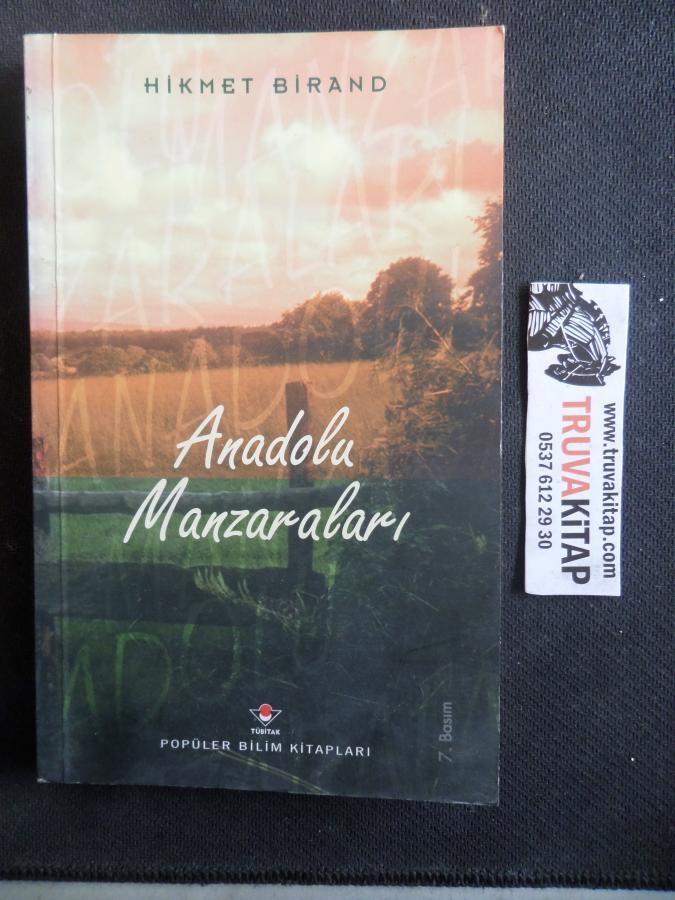 HİKMET BİRAND
Anadolu
Manzaraları
TÜBİTAK
POPÜLER BİLİM KİTAPLARI
7. Basım
www.truvakitap.com
TRUVAKİTAP
0537 612 29 30